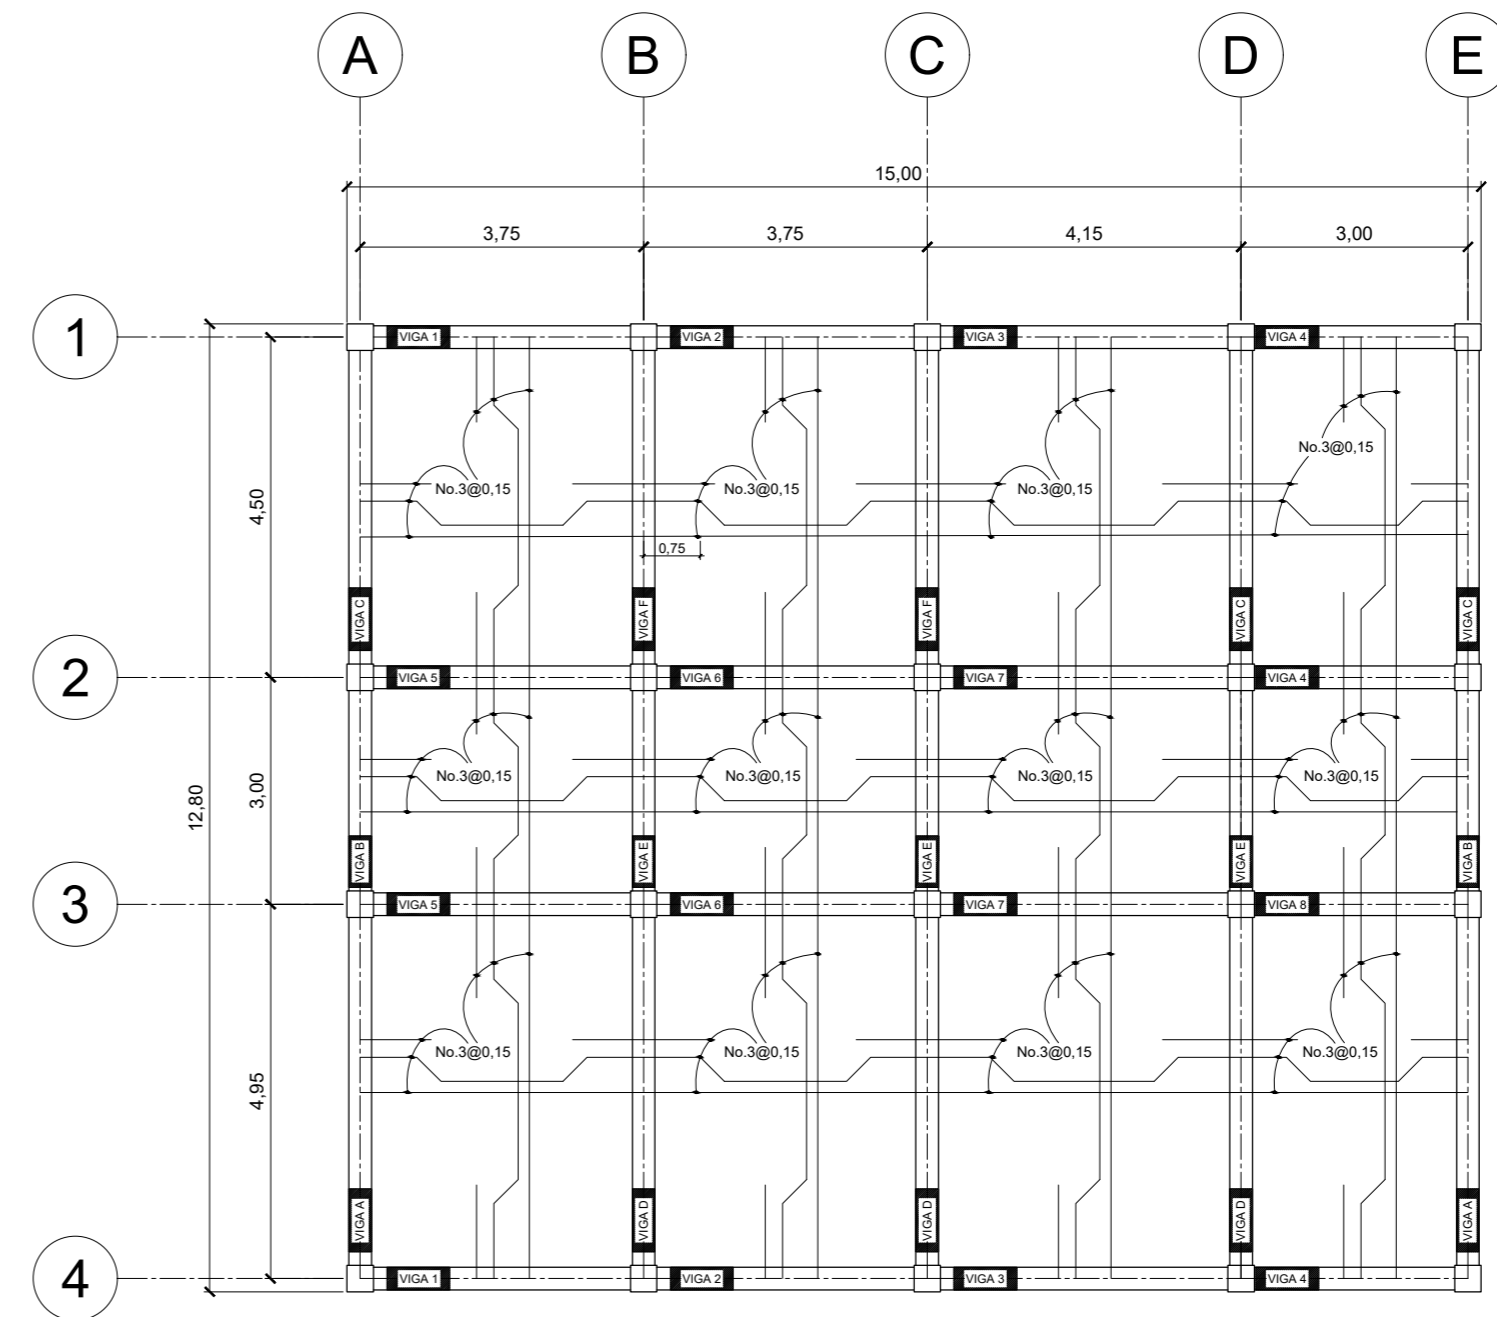 A B C D E
15,00
3,75 3,75 4,15 3,00
1 VIGA 1 VIGA 2 VIGA 3 VIGA 4
No.3@0,15
4,50 No.3@0,15 No.3@0,15 No.3@0,15
0,75
VIGA C VIGA F VIGA F VIGA C VIGA C
2 VIGA 5 VIGA 6 VIGA 7 VIGA 4
12,80 3,00 No.3@0,15 No.3@0,15 No.3@0,15 No.3@0,15
VIGA B VIGA E VIGA E VIGA E VIGA B
3 VIGA 5 VIGA 6 VIGA 7 VIGA 8
No.3@0,15 No.3@0,15 No.3@0,15 No.3@0,15
4,95
VIGA A VIGA D VIGA D VIGA D VIGA A
4 VIGA 1 VIGA 2 VIGA 3 VIGA 4